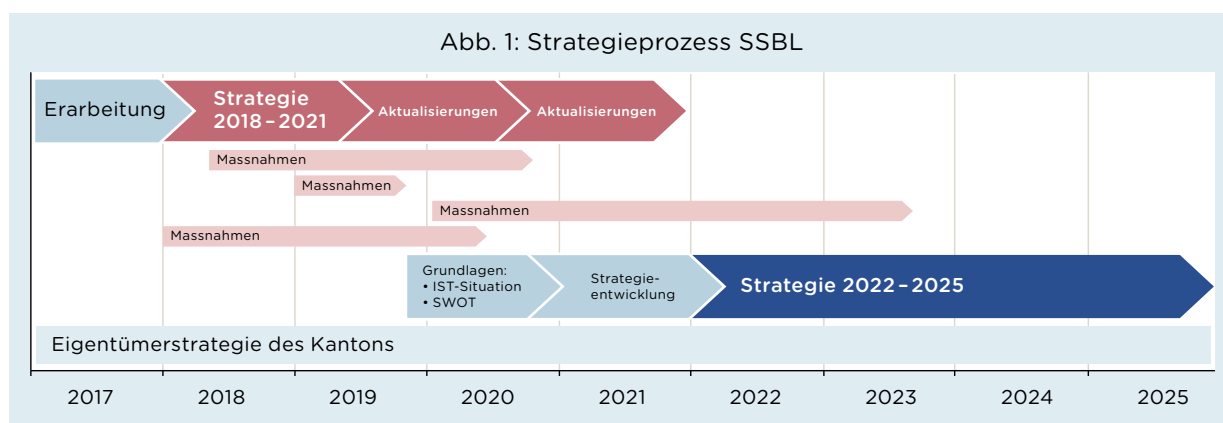 Abb. 1: Strategieprozess SSBL
Erarbeitung
Strategie
2018 – 2021
Aktualisierungen
Aktualisierungen
Massnahmen
Massnahmen
Massnahmen
Massnahmen
Grundlagen:
• IST-Situation
• SWOT
Strategie-
entwicklung
Strategie 2022 – 2025
Eigentümerstrategie des Kantons
2017 2018 2019 2020 2021 2022 2023 2024 2025